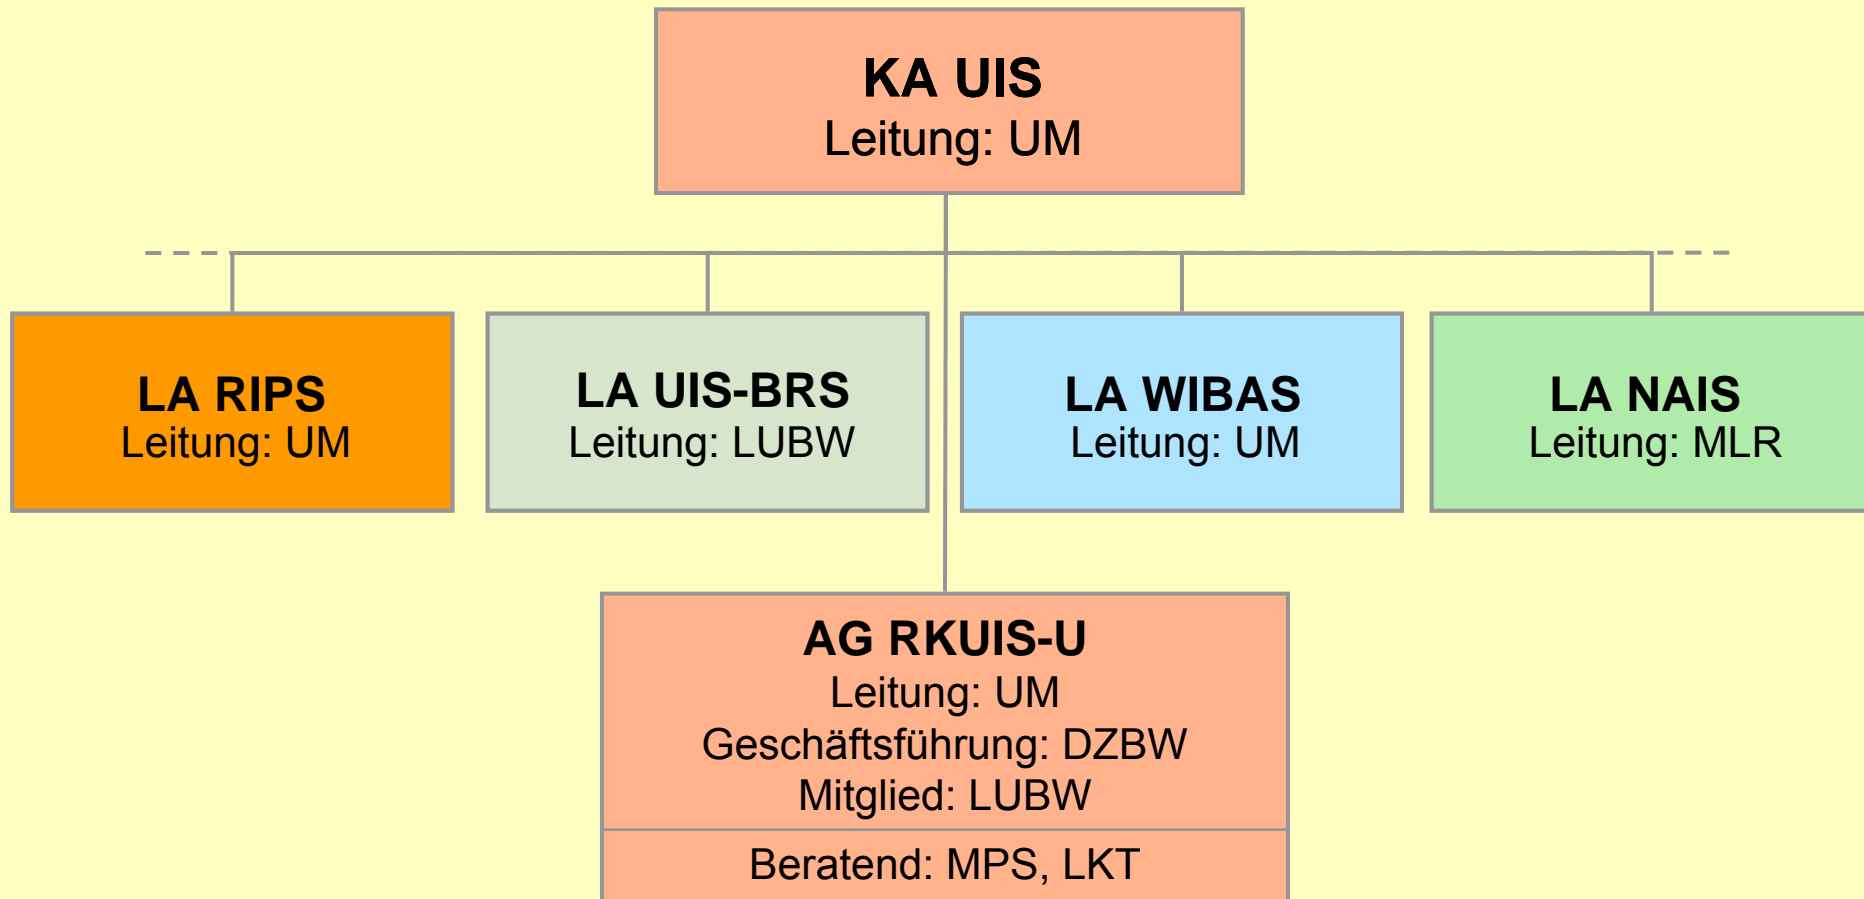 KA UIS
Leitung: UM
LA RIPS
Leitung: UM
LA UIS-BRS
Leitung: LUBW
LA WIBAS
Leitung: UM
LA NAIS
Leitung: MLR
AG RKUIS-U
Leitung: UM
Geschäftsführung: DZBW
Mitglied: LUBW
Beratend: MPS, LKT